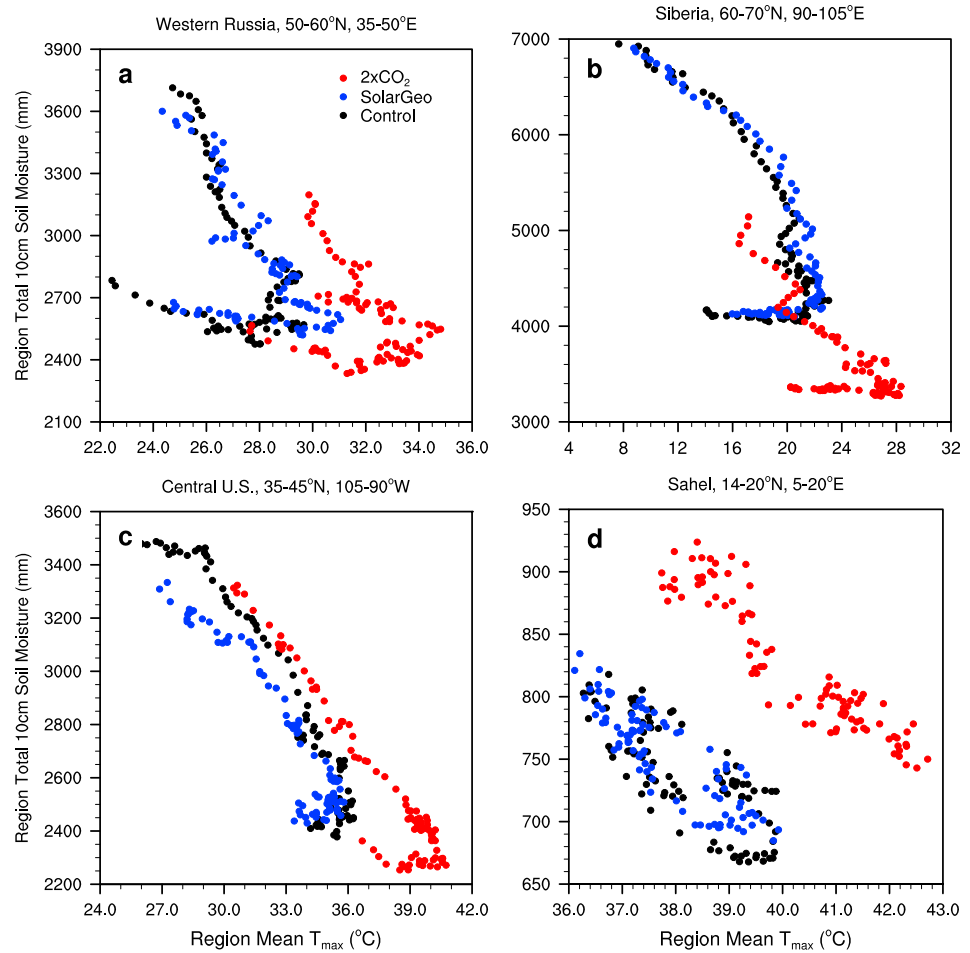 Western Russia, 50-60°N, 35-50°E
Siberia, 60-70°N, 90-105°E
a
2xCO₂
SolarGeo
Control
3900
3600
3300
3000
2700
2400
2100
Region Total 10cm Soil Moisture (mm)
22.0 24.0 26.0 28.0 30.0 32.0 34.0 36.0
b
7000
6000
5000
4000
3000
4 8 12 16 20 24 28 32
Central U.S., 35-45°N, 105-90°W
Sahel, 14-20°N, 5-20°E
c
3600
3400
3200
3000
2800
2600
2400
2200
Region Total 10cm Soil Moisture (mm)
24.0 27.0 30.0 33.0 36.0 39.0 42.0
Region Mean Tmax (°C)
d
950
900
850
800
750
700
650
36.0 37.0 38.0 39.0 40.0 41.0 42.0 43.0
Region Mean Tmax (°C)